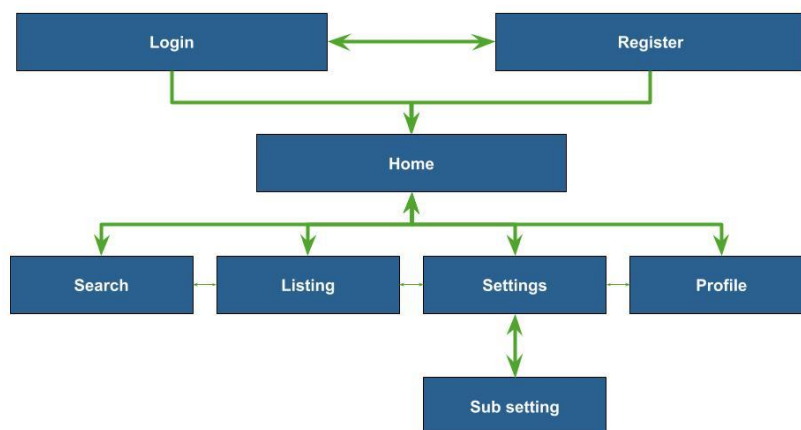 Login
Register
Home
Search
Listing
Settings
Profile
Sub setting